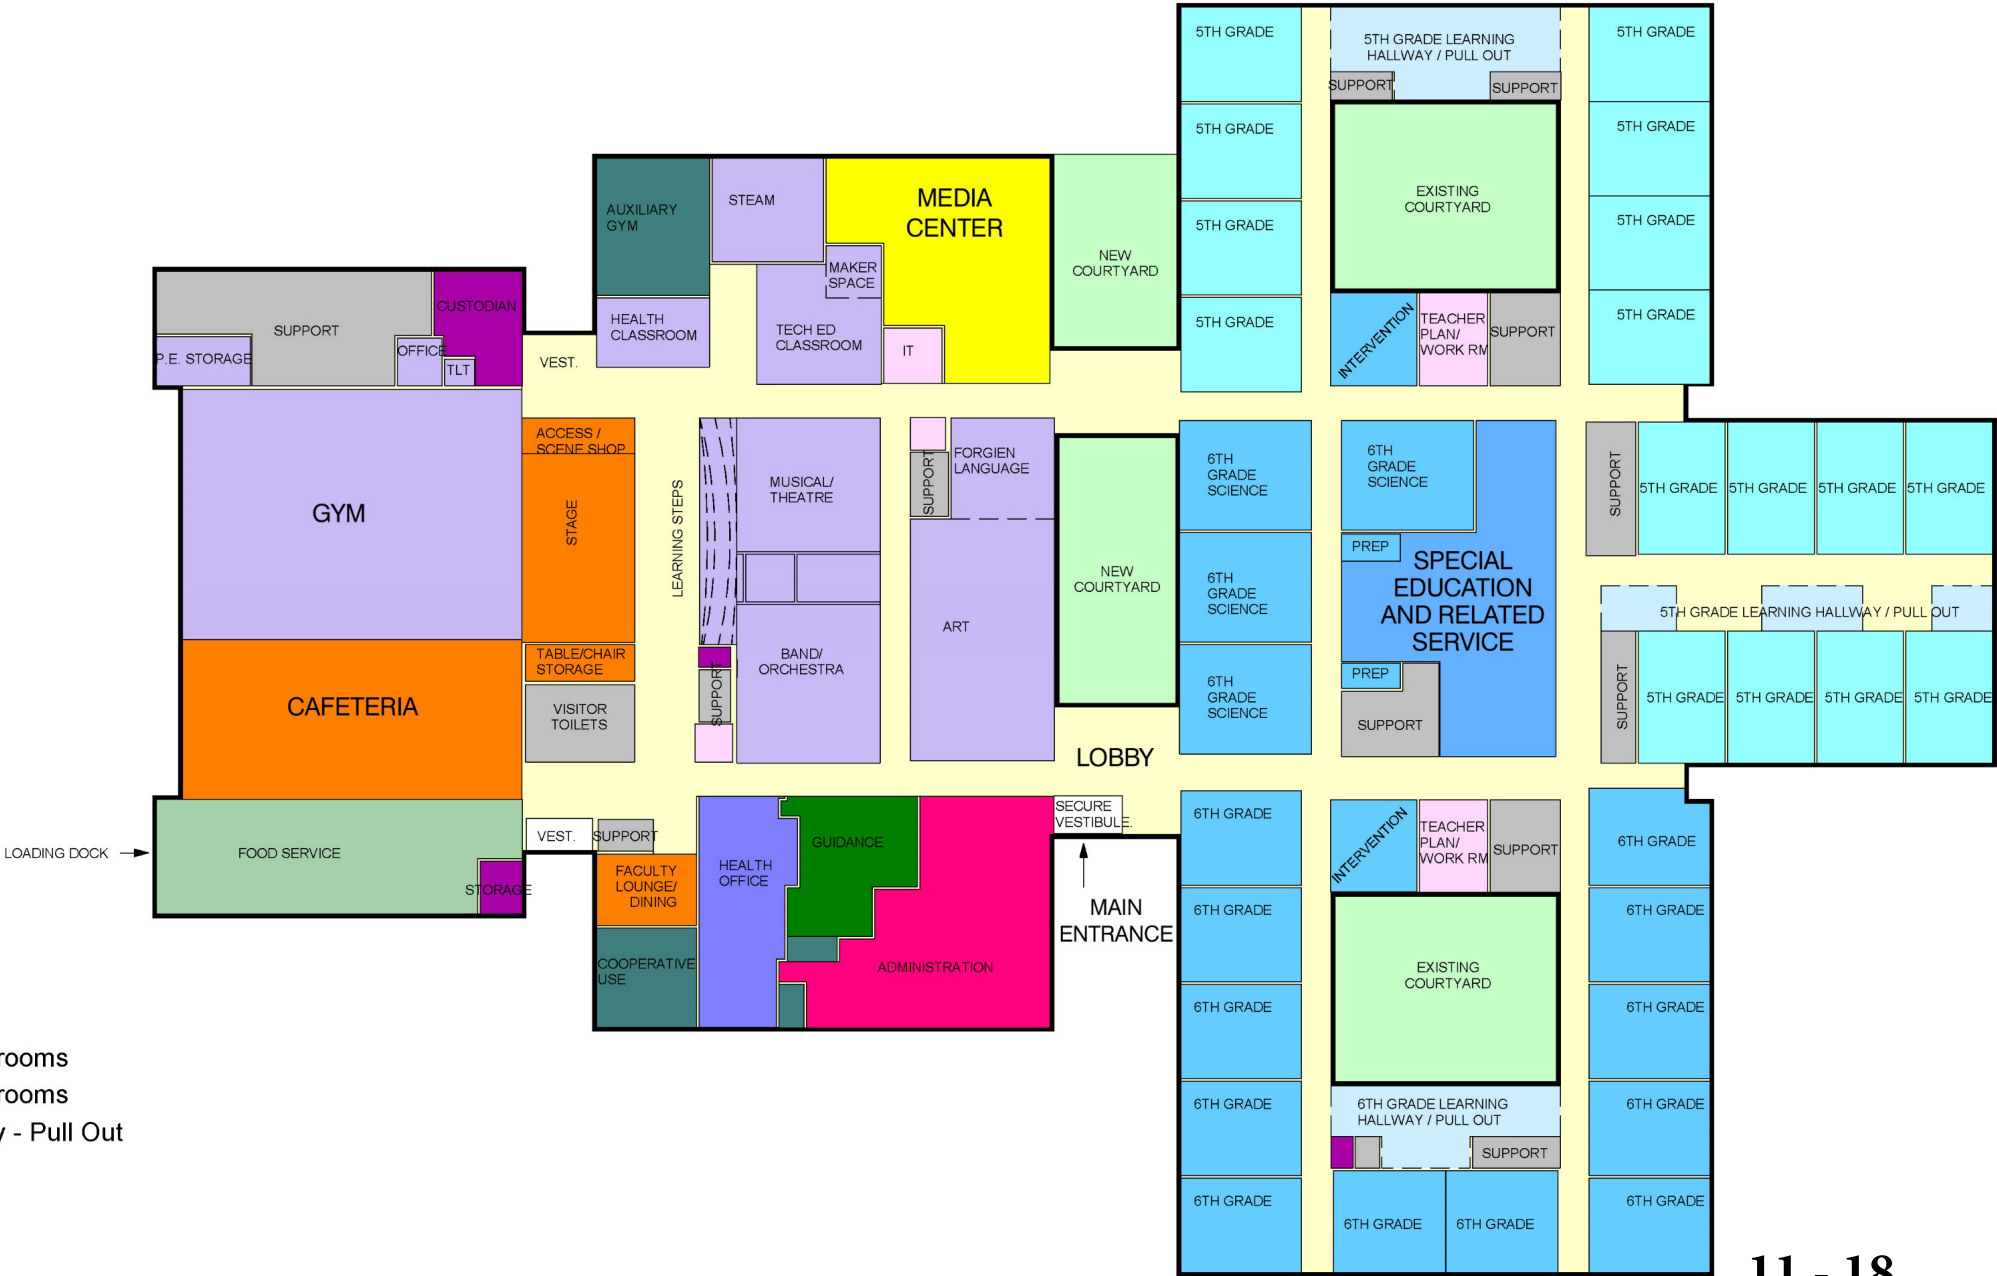 5TH GRADE
5TH GRADE LEARNING
HALLWAY / PULL OUT
5TH GRADE
SUPPORT
SUPPORT
5TH GRADE
5TH GRADE
EXISTING
COURTYARD
5TH GRADE
5TH GRADE
5TH GRADE
5TH GRADE
INTERVENTION
TEACHER
PLAN/
WORK RM
SUPPORT
AUXILIARY
GYM
STEAM
MEDIA
CENTER
MAKER
SPACE
NEW
COURTYARD
HEALTH
CLASSROOM
TECH ED
CLASSROOM
IT
SUPPORT
CUSTODIAN
P.E. STORAGE
OFFICE
TLT
VEST.
GYM
ACCESS /
SCENE SHOP
STAGE
LEARNING STEPS
MUSICAL/
THEATRE
SUPPORT
FORGIEN
LANGUAGE
NEW
COURTYARD
ART
BAND/
ORCHESTRA
SUPPORT
TABLE/CHAIR
STORAGE
VISITOR
TOILETS
CAFETERIA
6TH
GRADE
SCIENCE
6TH
GRADE
SCIENCE
6TH
GRADE
SCIENCE
6TH
GRADE
SCIENCE
PREP
SPECIAL
EDUCATION
AND RELATED
SERVICE
PREP
SUPPORT
SUPPORT
5TH GRADE
5TH GRADE
5TH GRADE
5TH GRADE
5TH GRADE LEARNING HALLWAY / PULL OUT
SUPPORT
5TH GRADE
5TH GRADE
5TH GRADE
5TH GRADE
LOBBY
SECURE
VESTIBULE.
LOADING DOCK
FOOD SERVICE
STORAGE
VEST.
SUPPORT
FACULTY
LOUNGE/
DINING
COOPERATIVE
USE
HEALTH
OFFICE
GUIDANCE
ADMINISTRATION
MAIN
ENTRANCE
6TH GRADE
INTERVENTION
TEACHER
PLAN/
WORK RM
SUPPORT
6TH GRADE
6TH GRADE
6TH GRADE
EXISTING
COURTYARD
6TH GRADE
6TH GRADE
6TH GRADE
6TH GRADE LEARNING
HALLWAY / PULL OUT
6TH GRADE
SUPPORT
6TH GRADE
6TH GRADE
6TH GRADE
6TH GRADE
rooms
rooms
- Pull Out
11 - 18